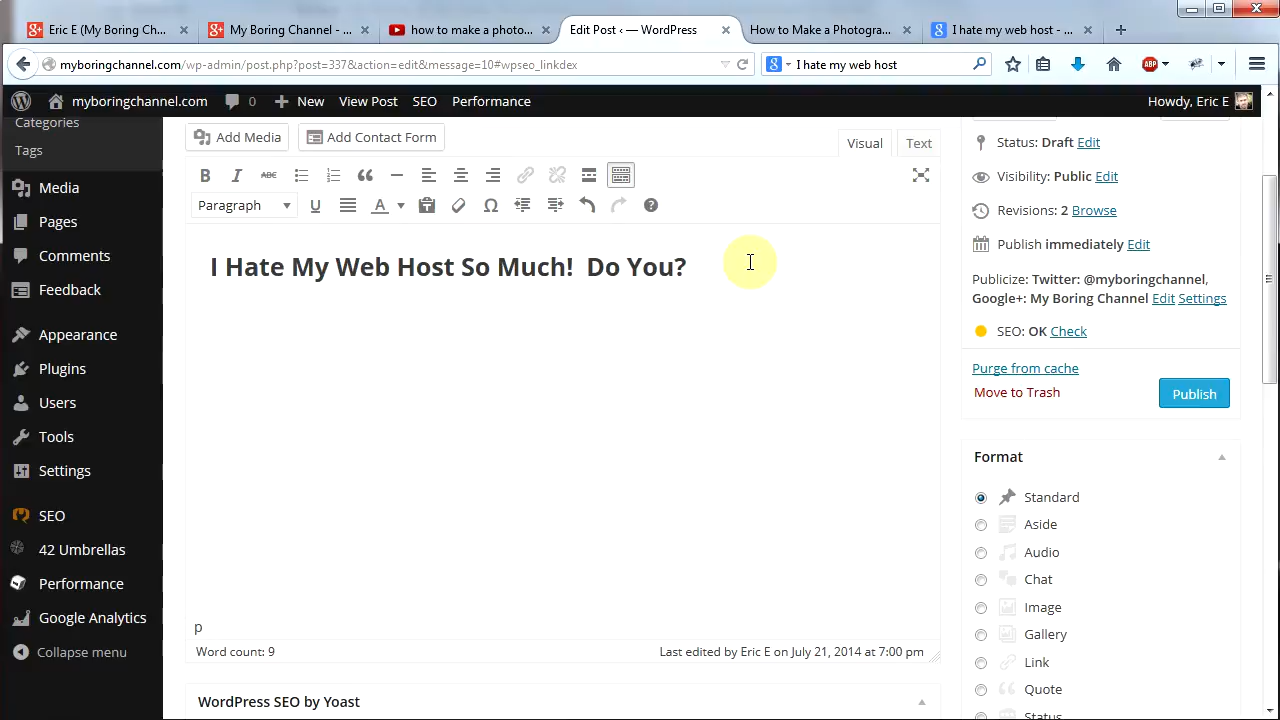 Eric E (My Boring Ch...
My Boring Channel - ...
how to make a photo...
Edit Post ‹ — WordPress
How to Make a Photogra...
I hate my web host - ...
myboringchannel.com/wp-admin/post.php?post=337&action=edit&message=10#wpseo_linkdex
I hate my web host
ABP
myboringchannel.com
0
New
View Post
SEO
Performance
Howdy, Eric E
Categories
Tags
Media
Pages
Comments
Feedback
Appearance
Plugins
Users
Tools
Settings
SEO
42 Umbrellas
Performance
Google Analytics
Collapse menu
Add Media
Add Contact Form
Visual
Text
B I ABC
Paragraph
U
A
I Hate My Web Host So Much!  Do You?
p
Word count: 9
Last edited by Eric E on July 21, 2014 at 7:00 pm
WordPress SEO by Yoast
Status: Draft Edit
Visibility: Public Edit
Revisions: 2 Browse
Publish immediately Edit
Publicize: Twitter: @myboringchannel,
Google+: My Boring Channel Edit Settings
SEO: OK Check
Purge from cache
Move to Trash
Publish
Format
Standard
Aside
Audio
Chat
Image
Gallery
Link
Quote
Status